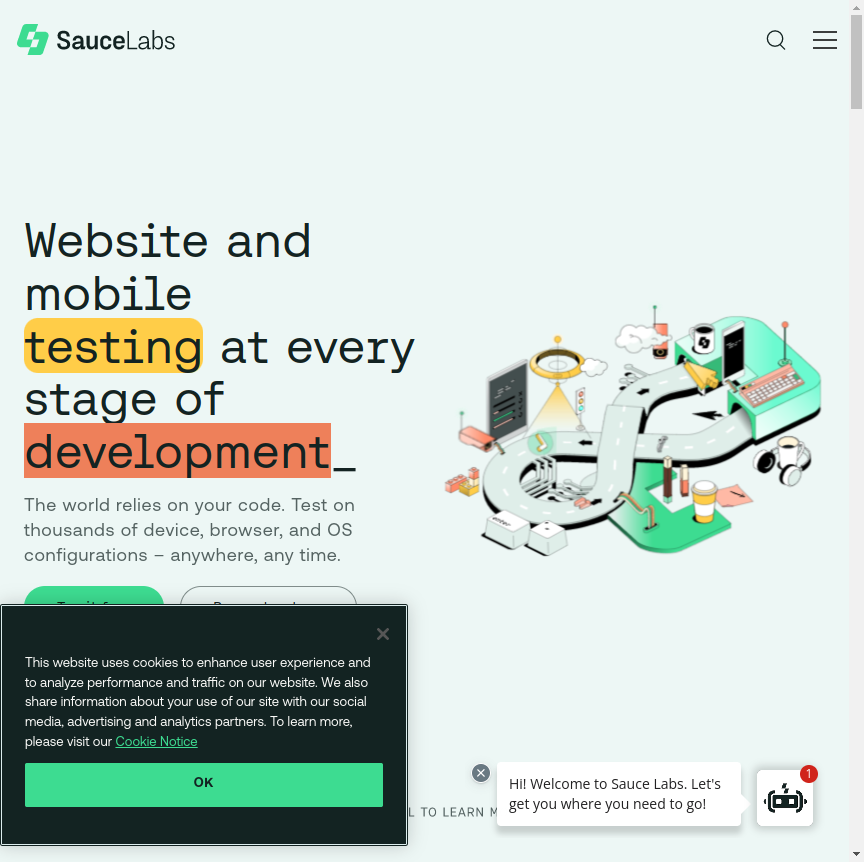 SauceLabs
Website and
mobile
testing at every
stage of
development_
The world relies on your code. Test on
thousands of device, browser, and OS
configurations – anywhere, any time.
This website uses cookies to enhance user experience and
to analyze performance and traffic on our website. We also
share information about your use of our site with our social
media, advertising and analytics partners. To learn more,
please visit our Cookie Notice
OK
TO LEARN
Hi! Welcome to Sauce Labs. Let's
get you where you need to go!
1
enter